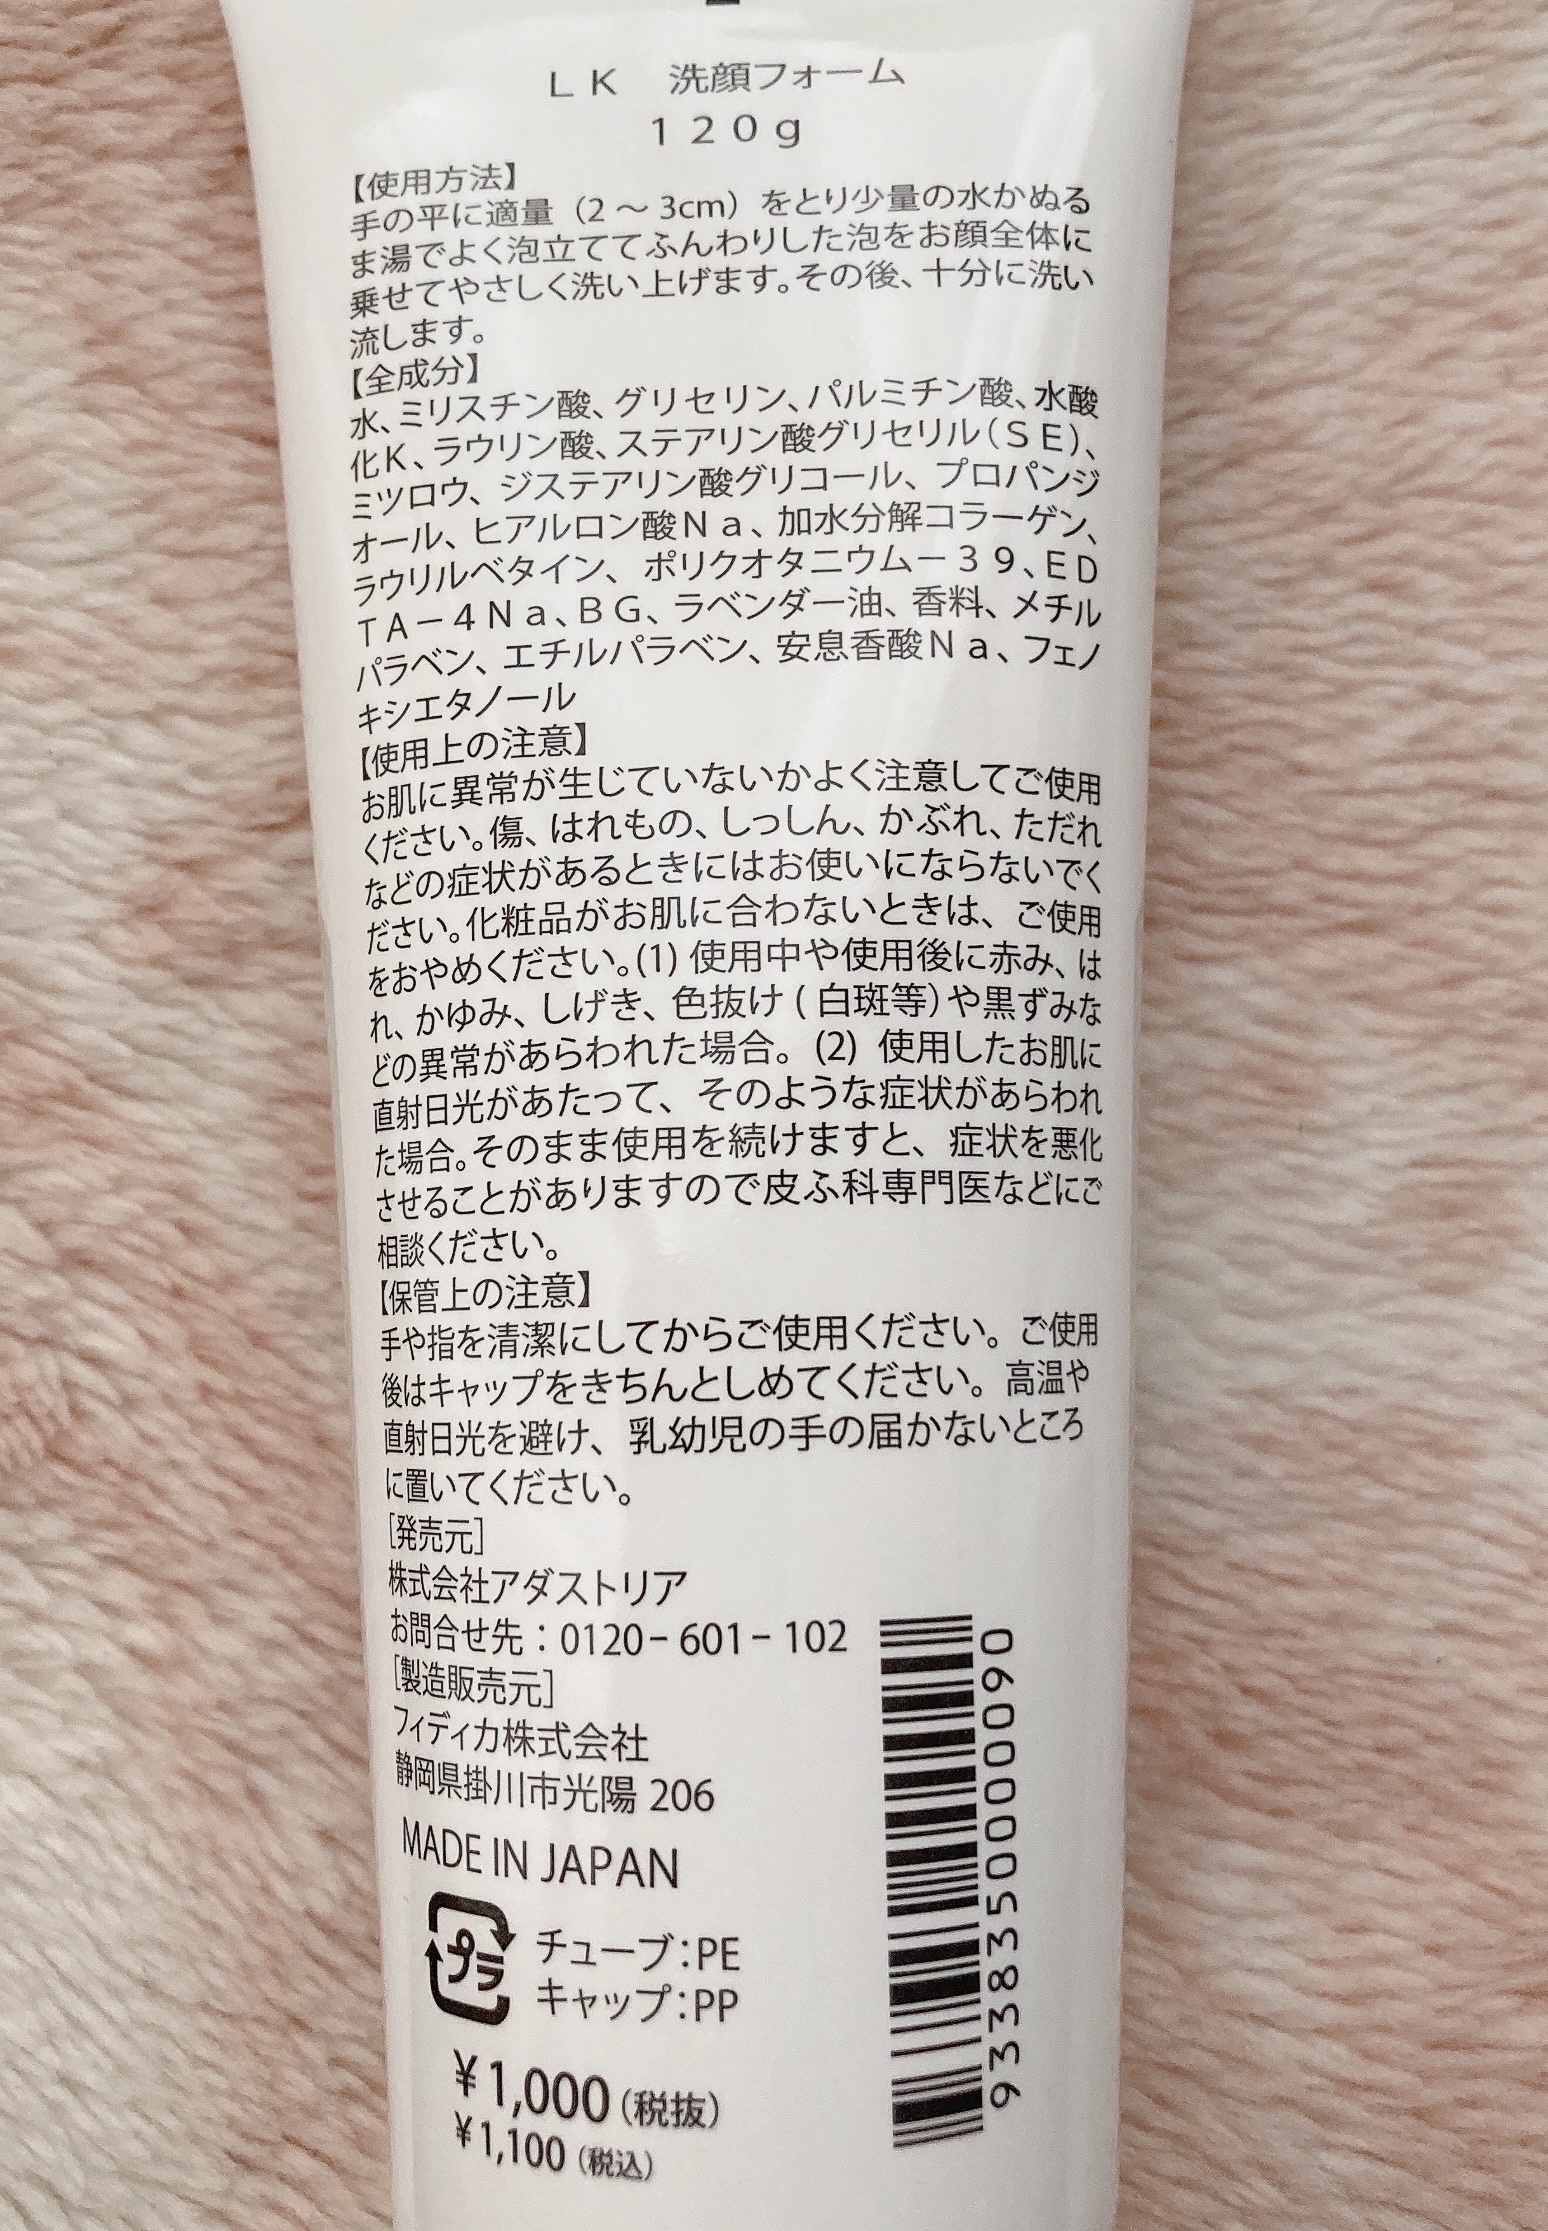 LK 洗顔フォーム
120g
【使用方法】
手の平に適量（2～3cm）をとり少量の水かぬる
ま湯でよく泡立ててふんわりした泡をお顔全体に
乗せてやさしく洗い上げます。その後、十分に洗い
流します。
【全成分】
水、ミリスチン酸、グリセリン、パルミチン酸、水酸
化K、ラウリン酸、ステアリン酸グリセリル（SE）、
ミツロウ、ジステアリン酸グリコール、プロパンジ
オール、ヒアルロン酸Na、加水分解コラーゲン、
ラウリルベタイン、ポリクオタニウムー39、ED
TAー4Na、BG、ラベンダー油、香料、メチル
パラベン、エチルパラベン、安息香酸Na、フェノ
キシエタノール
【使用上の注意】
お肌に異常が生じていないかよく注意してご使用
ください。傷、はれもの、しっしん、かぶれ、ただれ
などの症状があるときにはお使いにならないでく
ださい。化粧品がお肌に合わないときは、ご使用
をおやめください。(1) 使用中や使用後に赤み、は
れ、かゆみ、しげき、色抜け（白斑等）や黒ずみな
どの異常があらわれた場合。(2) 使用したお肌に
直射日光があたって、そのような症状があらわれ
た場合。そのまま使用を続けますと、症状を悪化
させることがありますので皮ふ科専門医などにご
相談ください。
【保管上の注意】
手や指を清潔にしてからご使用ください。ご使用
後はキャップをきちんとしめてください。高温や
直射日光を避け、乳幼児の手の届かないところ
に置いてください。
[発売元]
株式会社アダストリア
お問合せ先：0120-601-102
[製造販売元]
フィディカ株式会社
静岡県掛川市光陽 206
MADE IN JAPAN
プラ
チューブ：PE
キャップ：PP
¥1,000（税抜）
¥1,100（税込）
9338350000090